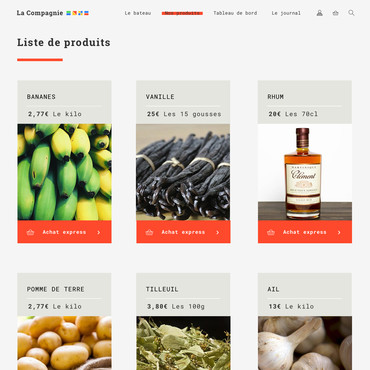 La Compagnie
Le bateau
Nos produits
Tableau de bord
Le journal
Liste de produits
BANANES
2,77€ Le kilo
VANILLE
25€ Les 15 gousses
RHUM
20€ Les 70cl
Clément
Achat express
Achat express
Achat express
POMME DE TERRE
2,77€ Le kilo
TILLEUIL
3,80€ Les 100g
AIL
13€ Le kilo